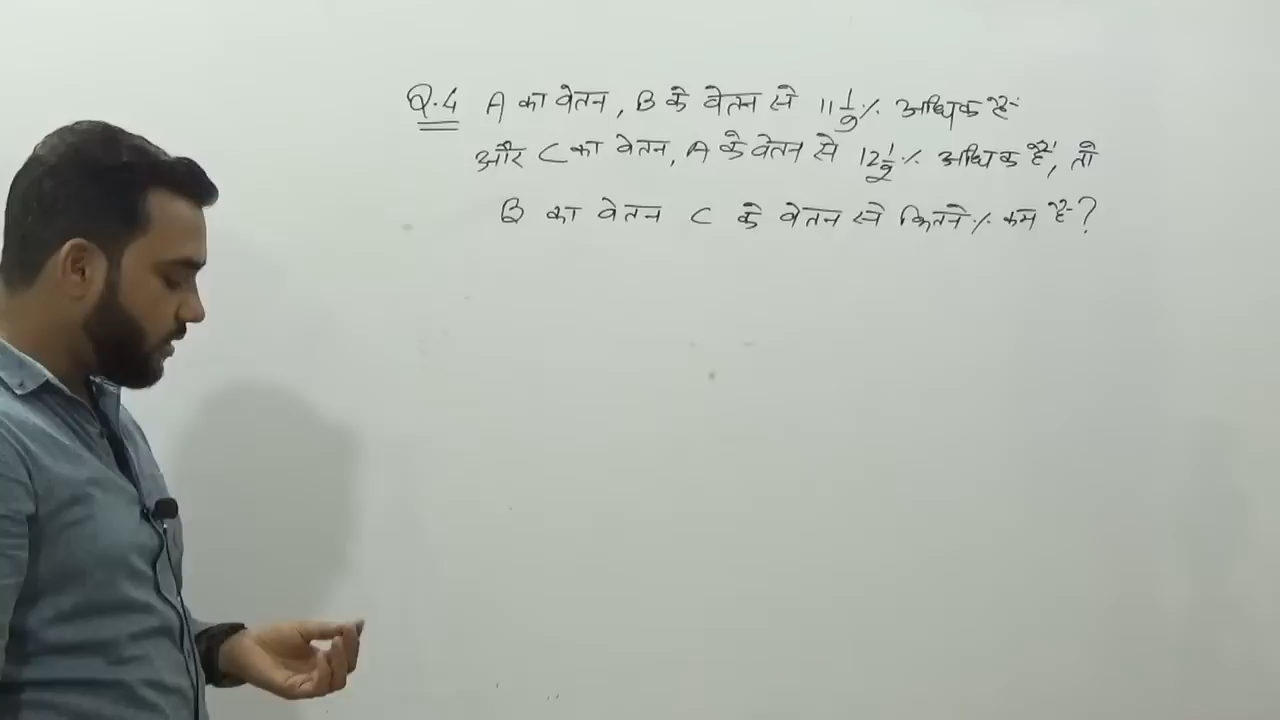 Q.4 A का वेतन, B के वेतन से 11 1/9 % अधिक है
और C का वेतन, A के वेतन से 12 1/2 % अधिक है, तो
B का वेतन C के वेतन से कितने % कम है?